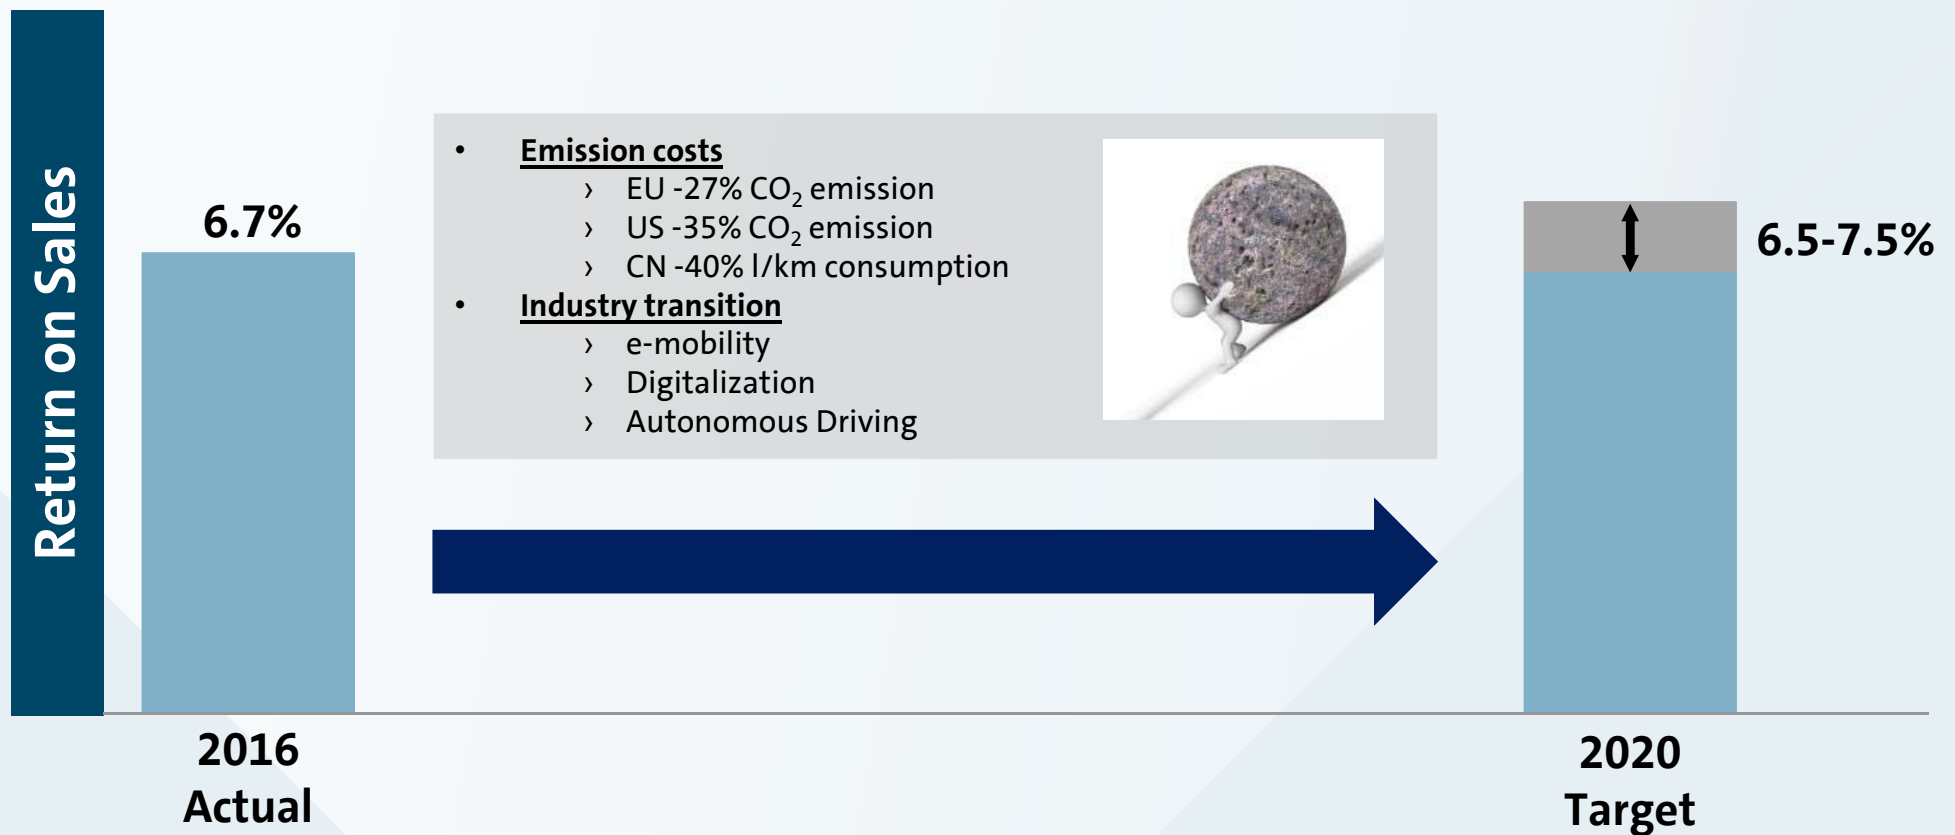 Return on Sales
6.7%
• Emission costs
› EU -27% CO₂ emission
› US -35% CO₂ emission
› CN -40% l/km consumption
• Industry transition
› e-mobility
› Digitalization
› Autonomous Driving
6.5-7.5%
2016
Actual
2020
Target